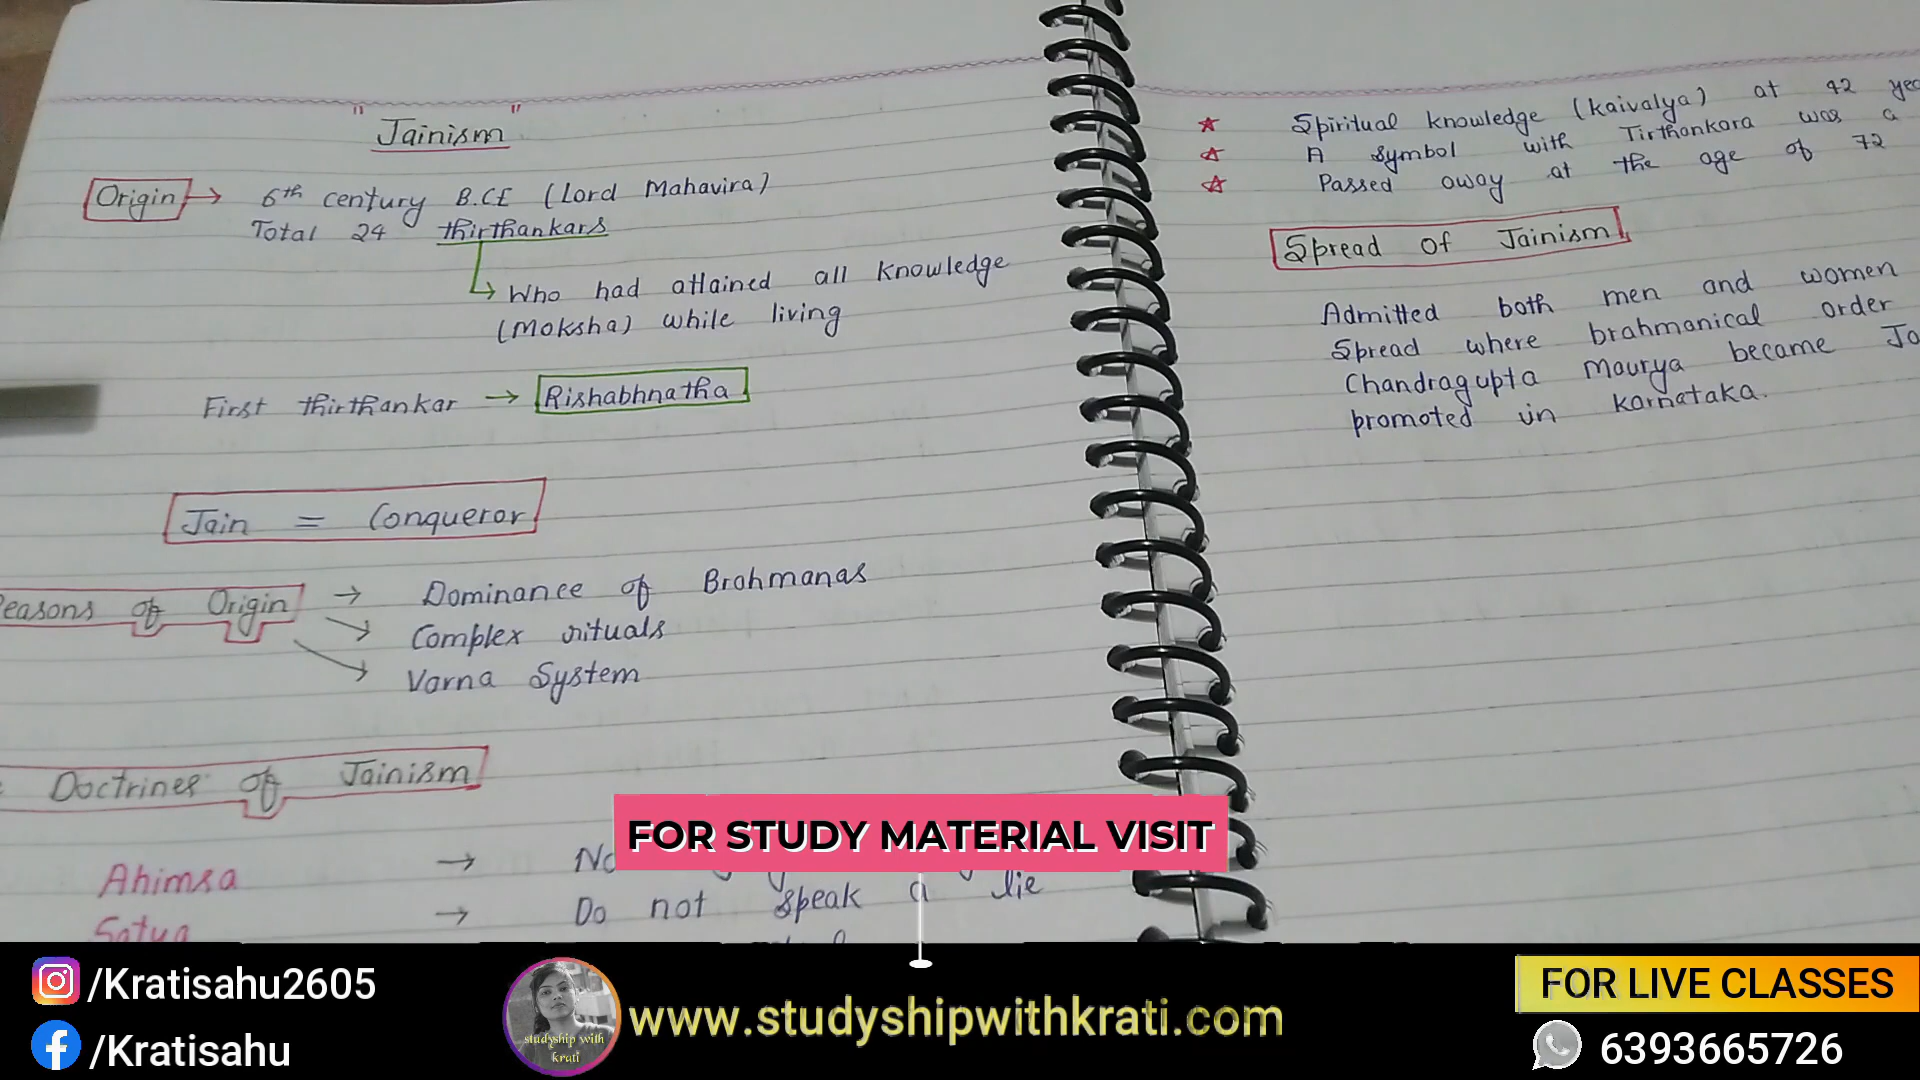 "Jainism"
Origin → 6th century B.C.E (Lord Mahavira)
Total 24 thirthankars
Who had attained all knowledge
(Moksha) while living
First thirthankar → Rishabhnatha
Jain = Conqueror
Reasons of Origin → Dominance of Brahmanas
→ Complex rituals
→ Varna System
Doctrines of Jainism
Ahimsa →
Satya → Do not speak a lie
Spiritual knowledge (kaivalya) at 42
A symbol with Tirthankara was a
Passed away at the age of 72
Spread of Jainism
Admitted both men and women
Spread where brahmanical order
Chandragupta Maurya became
promoted in Karnataka.
FOR STUDY MATERIAL VISIT
/Kratisahu2605
/Kratisahu
studyship with
krati
www.studyshipwithkrati.com
FOR LIVE CLASSES
6393665726